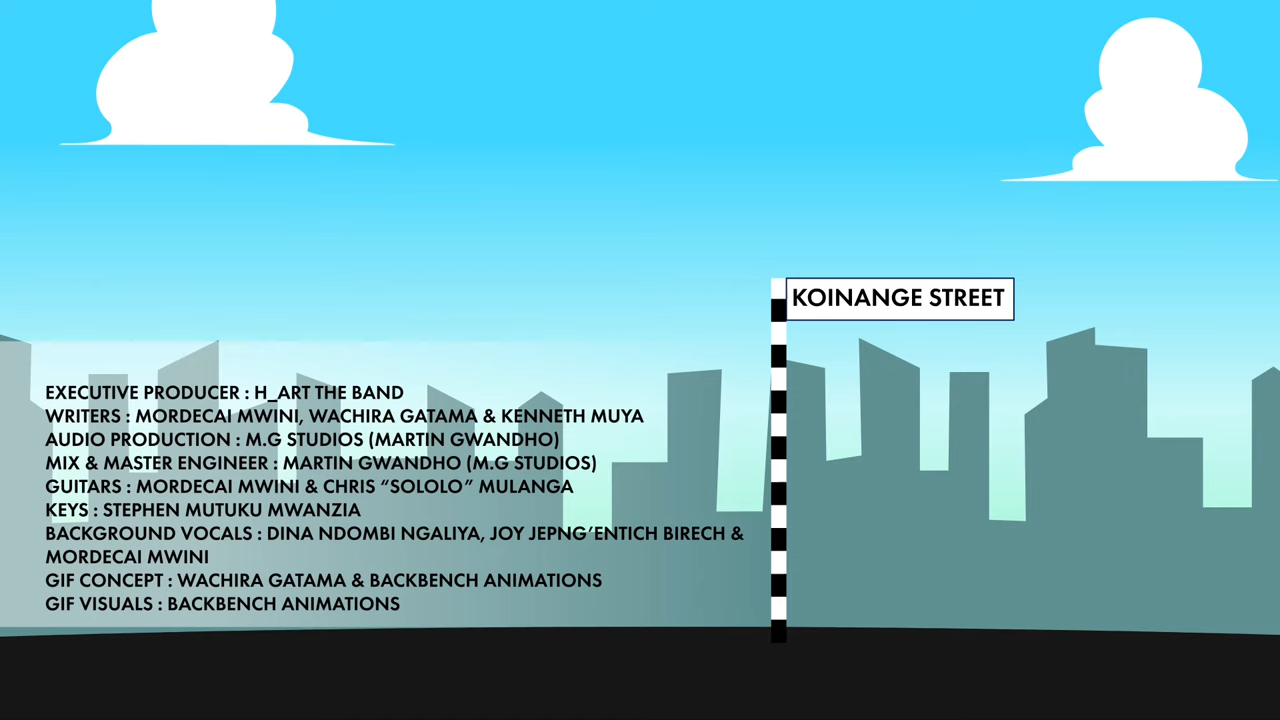 KOINANGE STREET
EXECUTIVE PRODUCER : H_ART THE BAND
WRITERS : MORDECAI MWINI, WACHIRA GATAMA & KENNETH MUYA
AUDIO PRODUCTION : M.G STUDIOS (MARTIN GWANDHO)
MIX & MASTER ENGINEER : MARTIN GWANDHO (M.G STUDIOS)
GUITARS : MORDECAI MWINI & CHRIS “SOLOLO” MULANGA
KEYS : STEPHEN MUTUKU MWANZIA
BACKGROUND VOCALS : DINA NDOMBI NGALIYA, JOY JEPNG’ENTICH BIRECH &
MORDECAI MWINI
GIF CONCEPT : WACHIRA GATAMA & BACKBENCH ANIMATIONS
GIF VISUALS : BACKBENCH ANIMATIONS